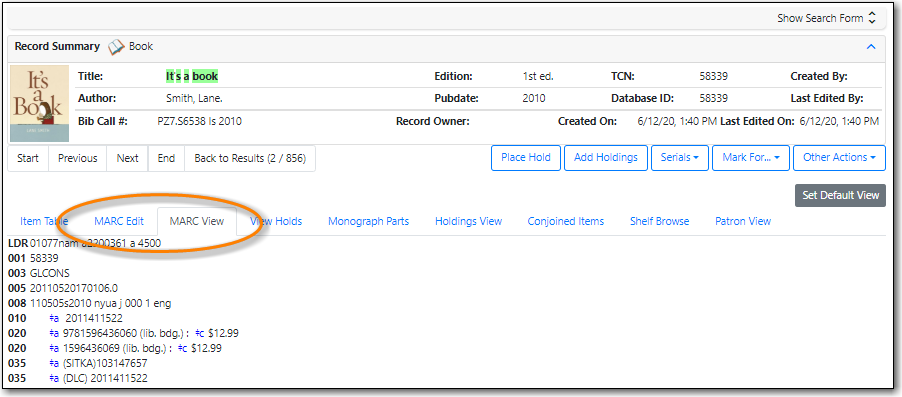 Show Search Form
Record Summary Book
It's a Book
Title: It's a book Edition: 1st ed. TCN: 58339 Created By:
Author: Smith, Lane. Pubdate: 2010 Database ID: 58339 Last Edited By:
Bib Call #: PZ7.S6538 Is 2010 Record Owner: Created On: 6/12/20, 1:40 PM Last Edited On: 6/12/20, 1:40 PM
Start Previous Next End Back to Results (2 / 856) Place Hold Add Holdings Serials Mark For... Other Actions
Set Default View
Item Table MARC Edit MARC View View Holds Monograph Parts Holdings View Conjoined Items Shelf Browse Patron View
LDR 01077nam a2200361 a 4500
001 58339
003 GLCONS
005 20110520170106.0
008 110505s2010 nyua j 000 1 eng
010 ‡a 2011411522
020 ‡a 9781596436060 (lib. bdg.) : ‡c $12.99
020 ‡a 1596436069 (lib. bdg.) : ‡c $12.99
035 ‡a (SITKA)103147657
035 ‡a (DLC) 2011411522